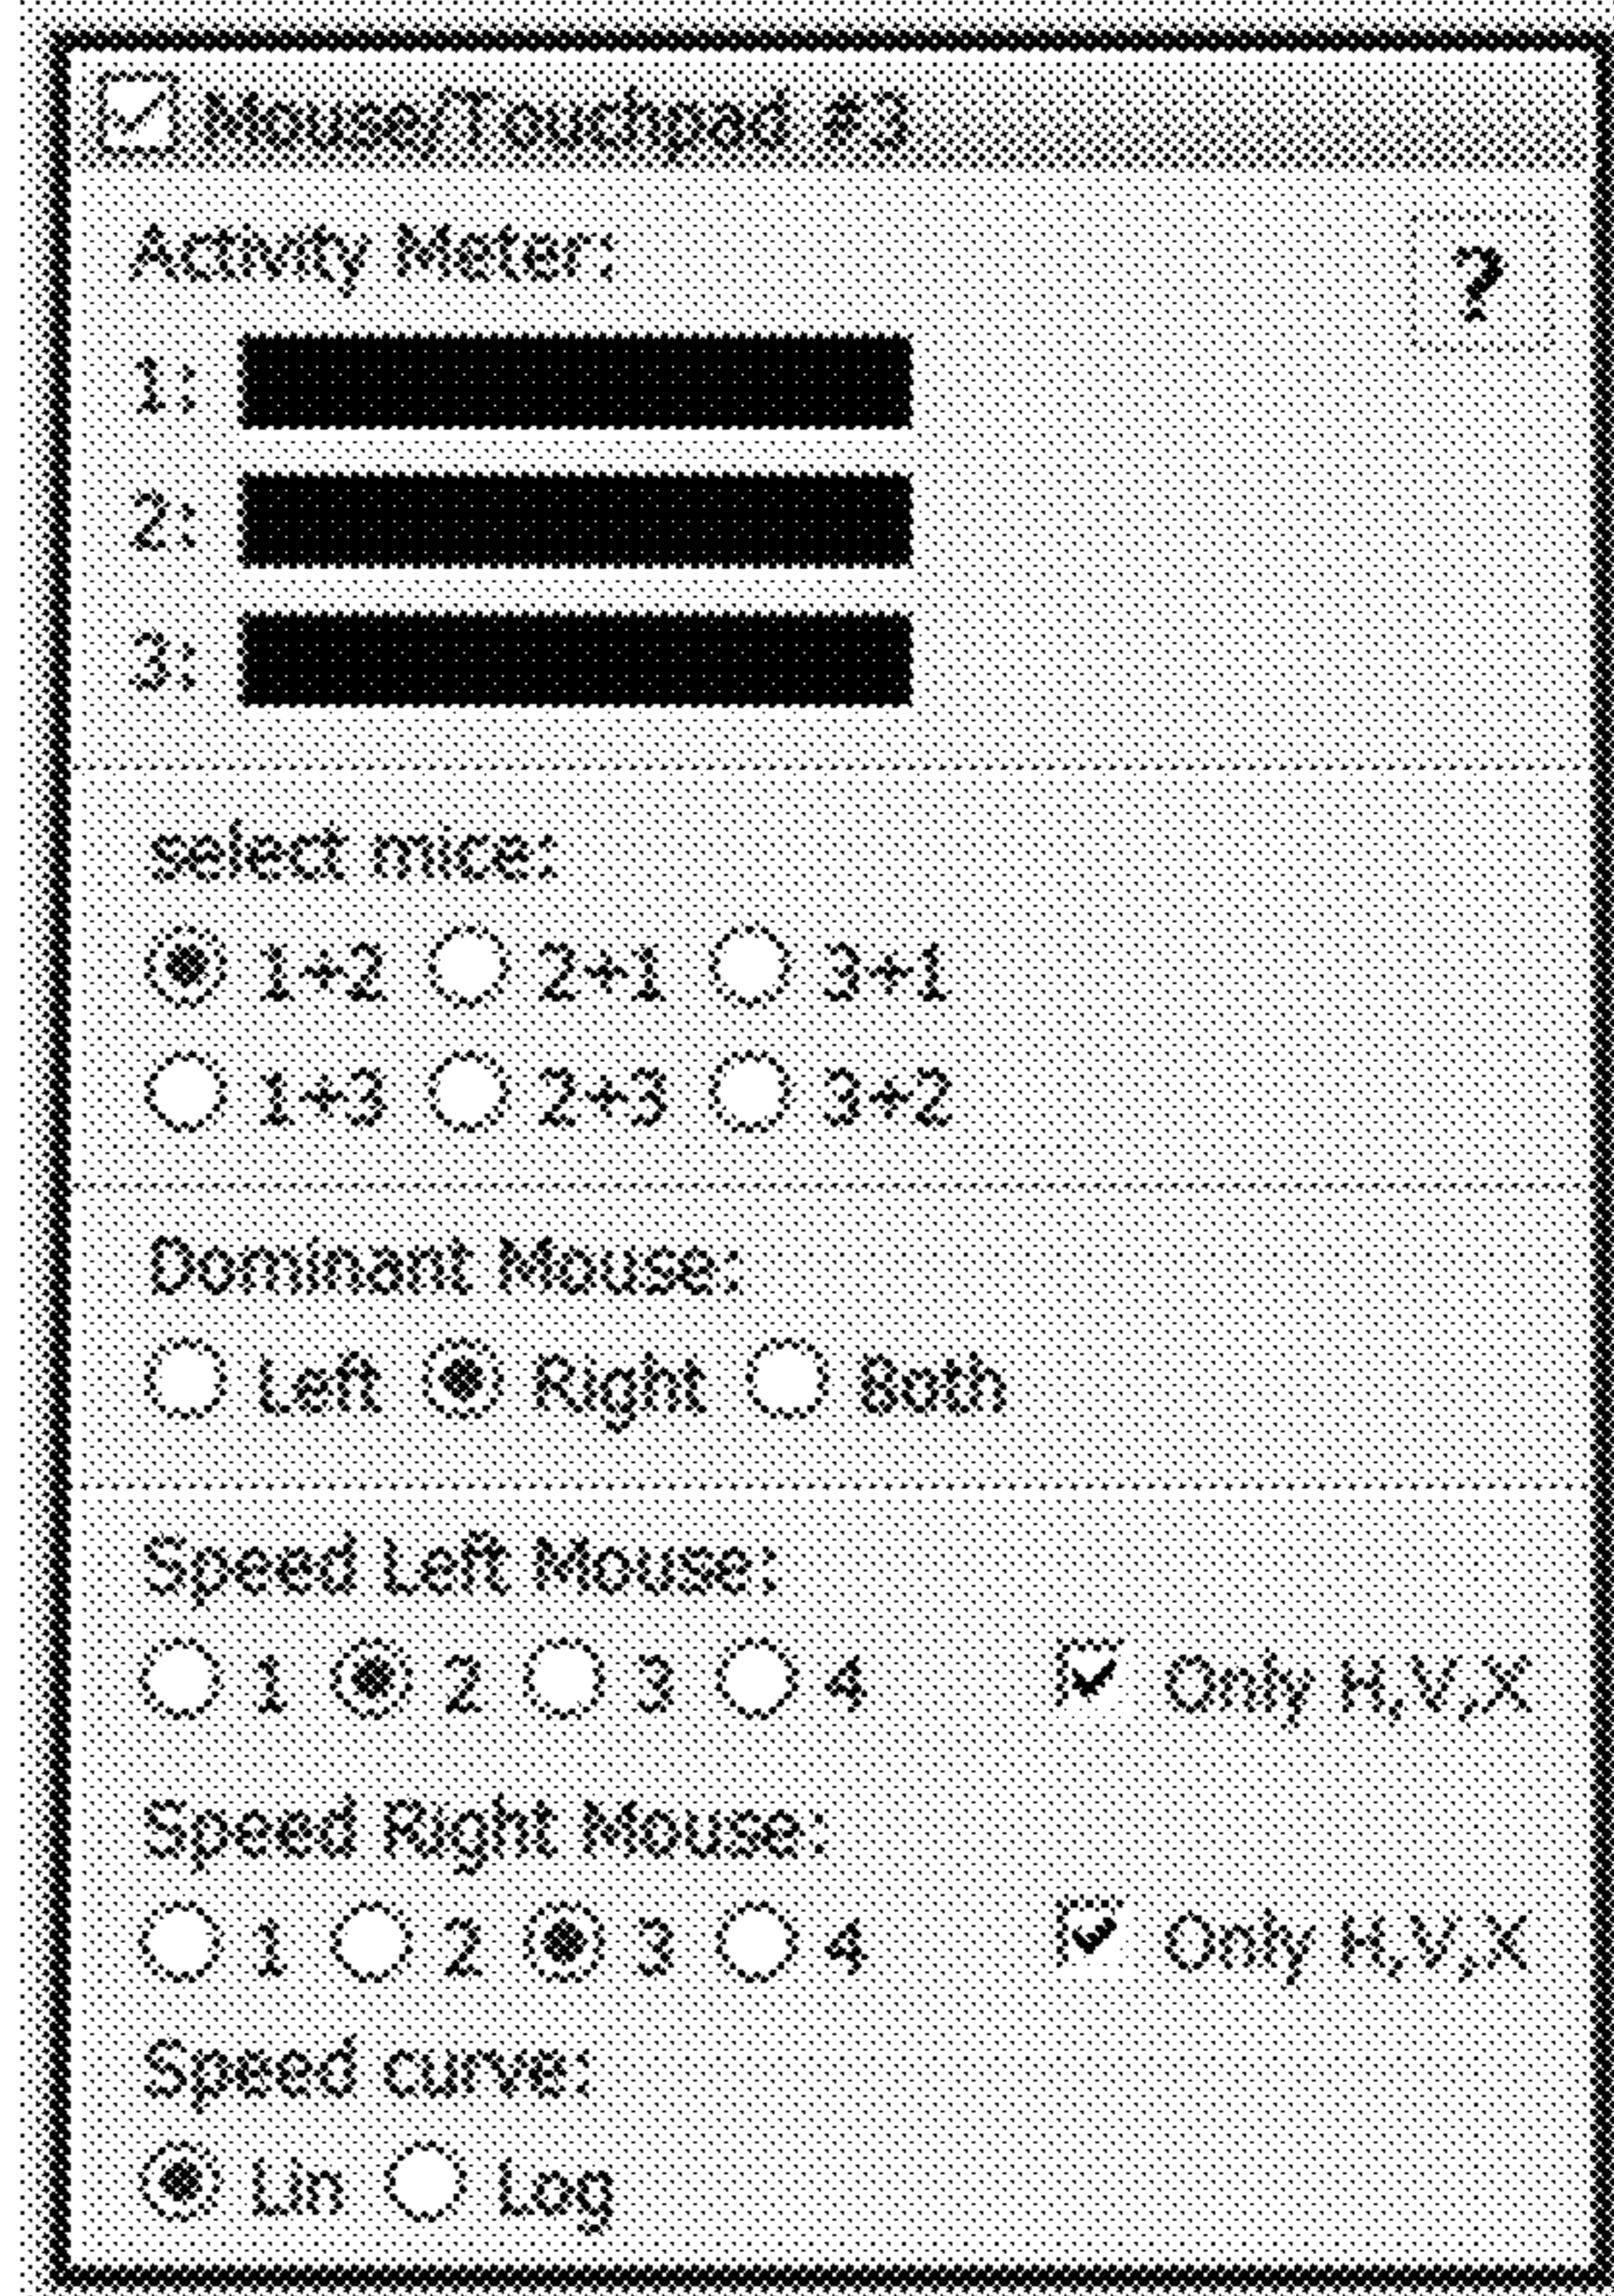 Mouse/Touchpad #3
Activity Meter:
?
1:
2:
3:
select mice:
1+2 2+1 3+1
1+3 2+3 3+2
Dominant Mouse:
Left Right Both
Speed Left Mouse:
1 2 3 4 Only H,V,X
Speed Right Mouse:
1 2 3 4 Only H,V,X
Speed curve:
Lin Log